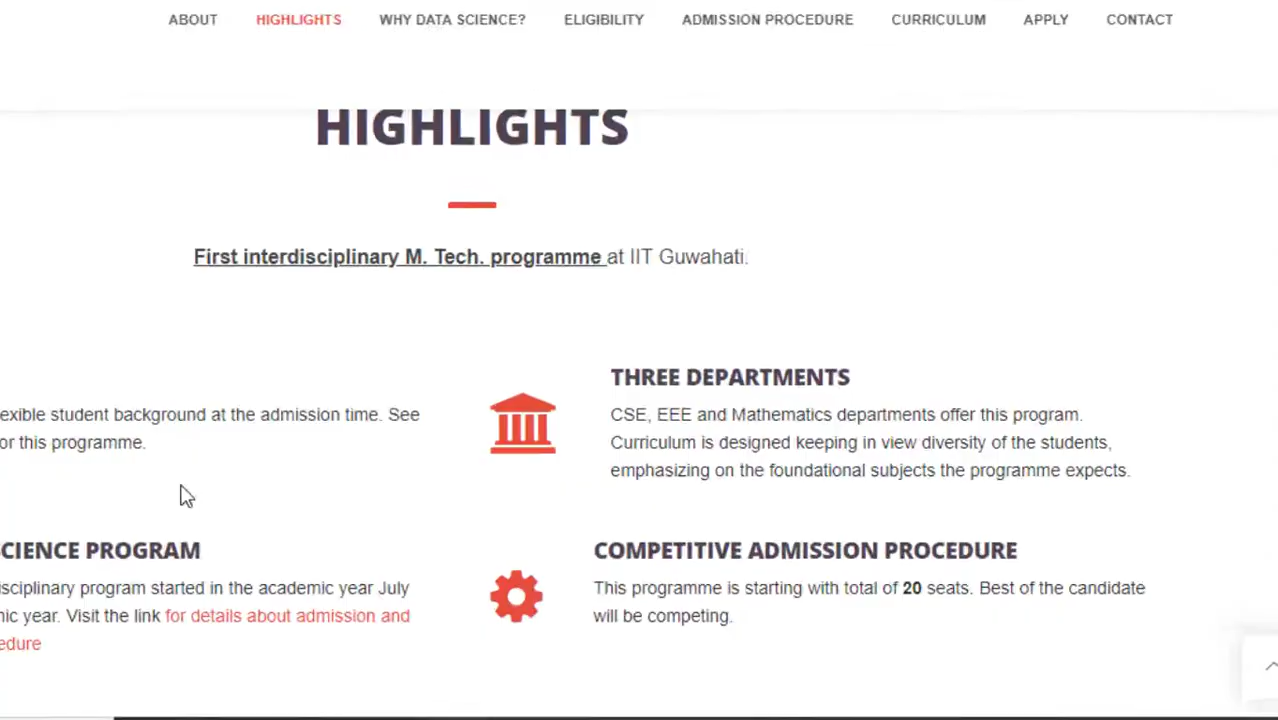 ABOUT HIGHLIGHTS WHY DATA SCIENCE? ELIGIBILITY ADMISSION PROCEDURE CURRICULUM APPLY CONTACT
HIGHLIGHTS
First interdisciplinary M. Tech. programme at IIT Guwahati.
exible student background at the admission time. See
or this programme.
THREE DEPARTMENTS
CSE, EEE and Mathematics departments offer this program.
Curriculum is designed keeping in view diversity of the students,
emphasizing on the foundational subjects the programme expects.
CIENCE PROGRAM
isciplinary program started in the academic year July
nic year. Visit the link for details about admission and
edure
COMPETITIVE ADMISSION PROCEDURE
This programme is starting with total of 20 seats. Best of the candidate
will be competing.